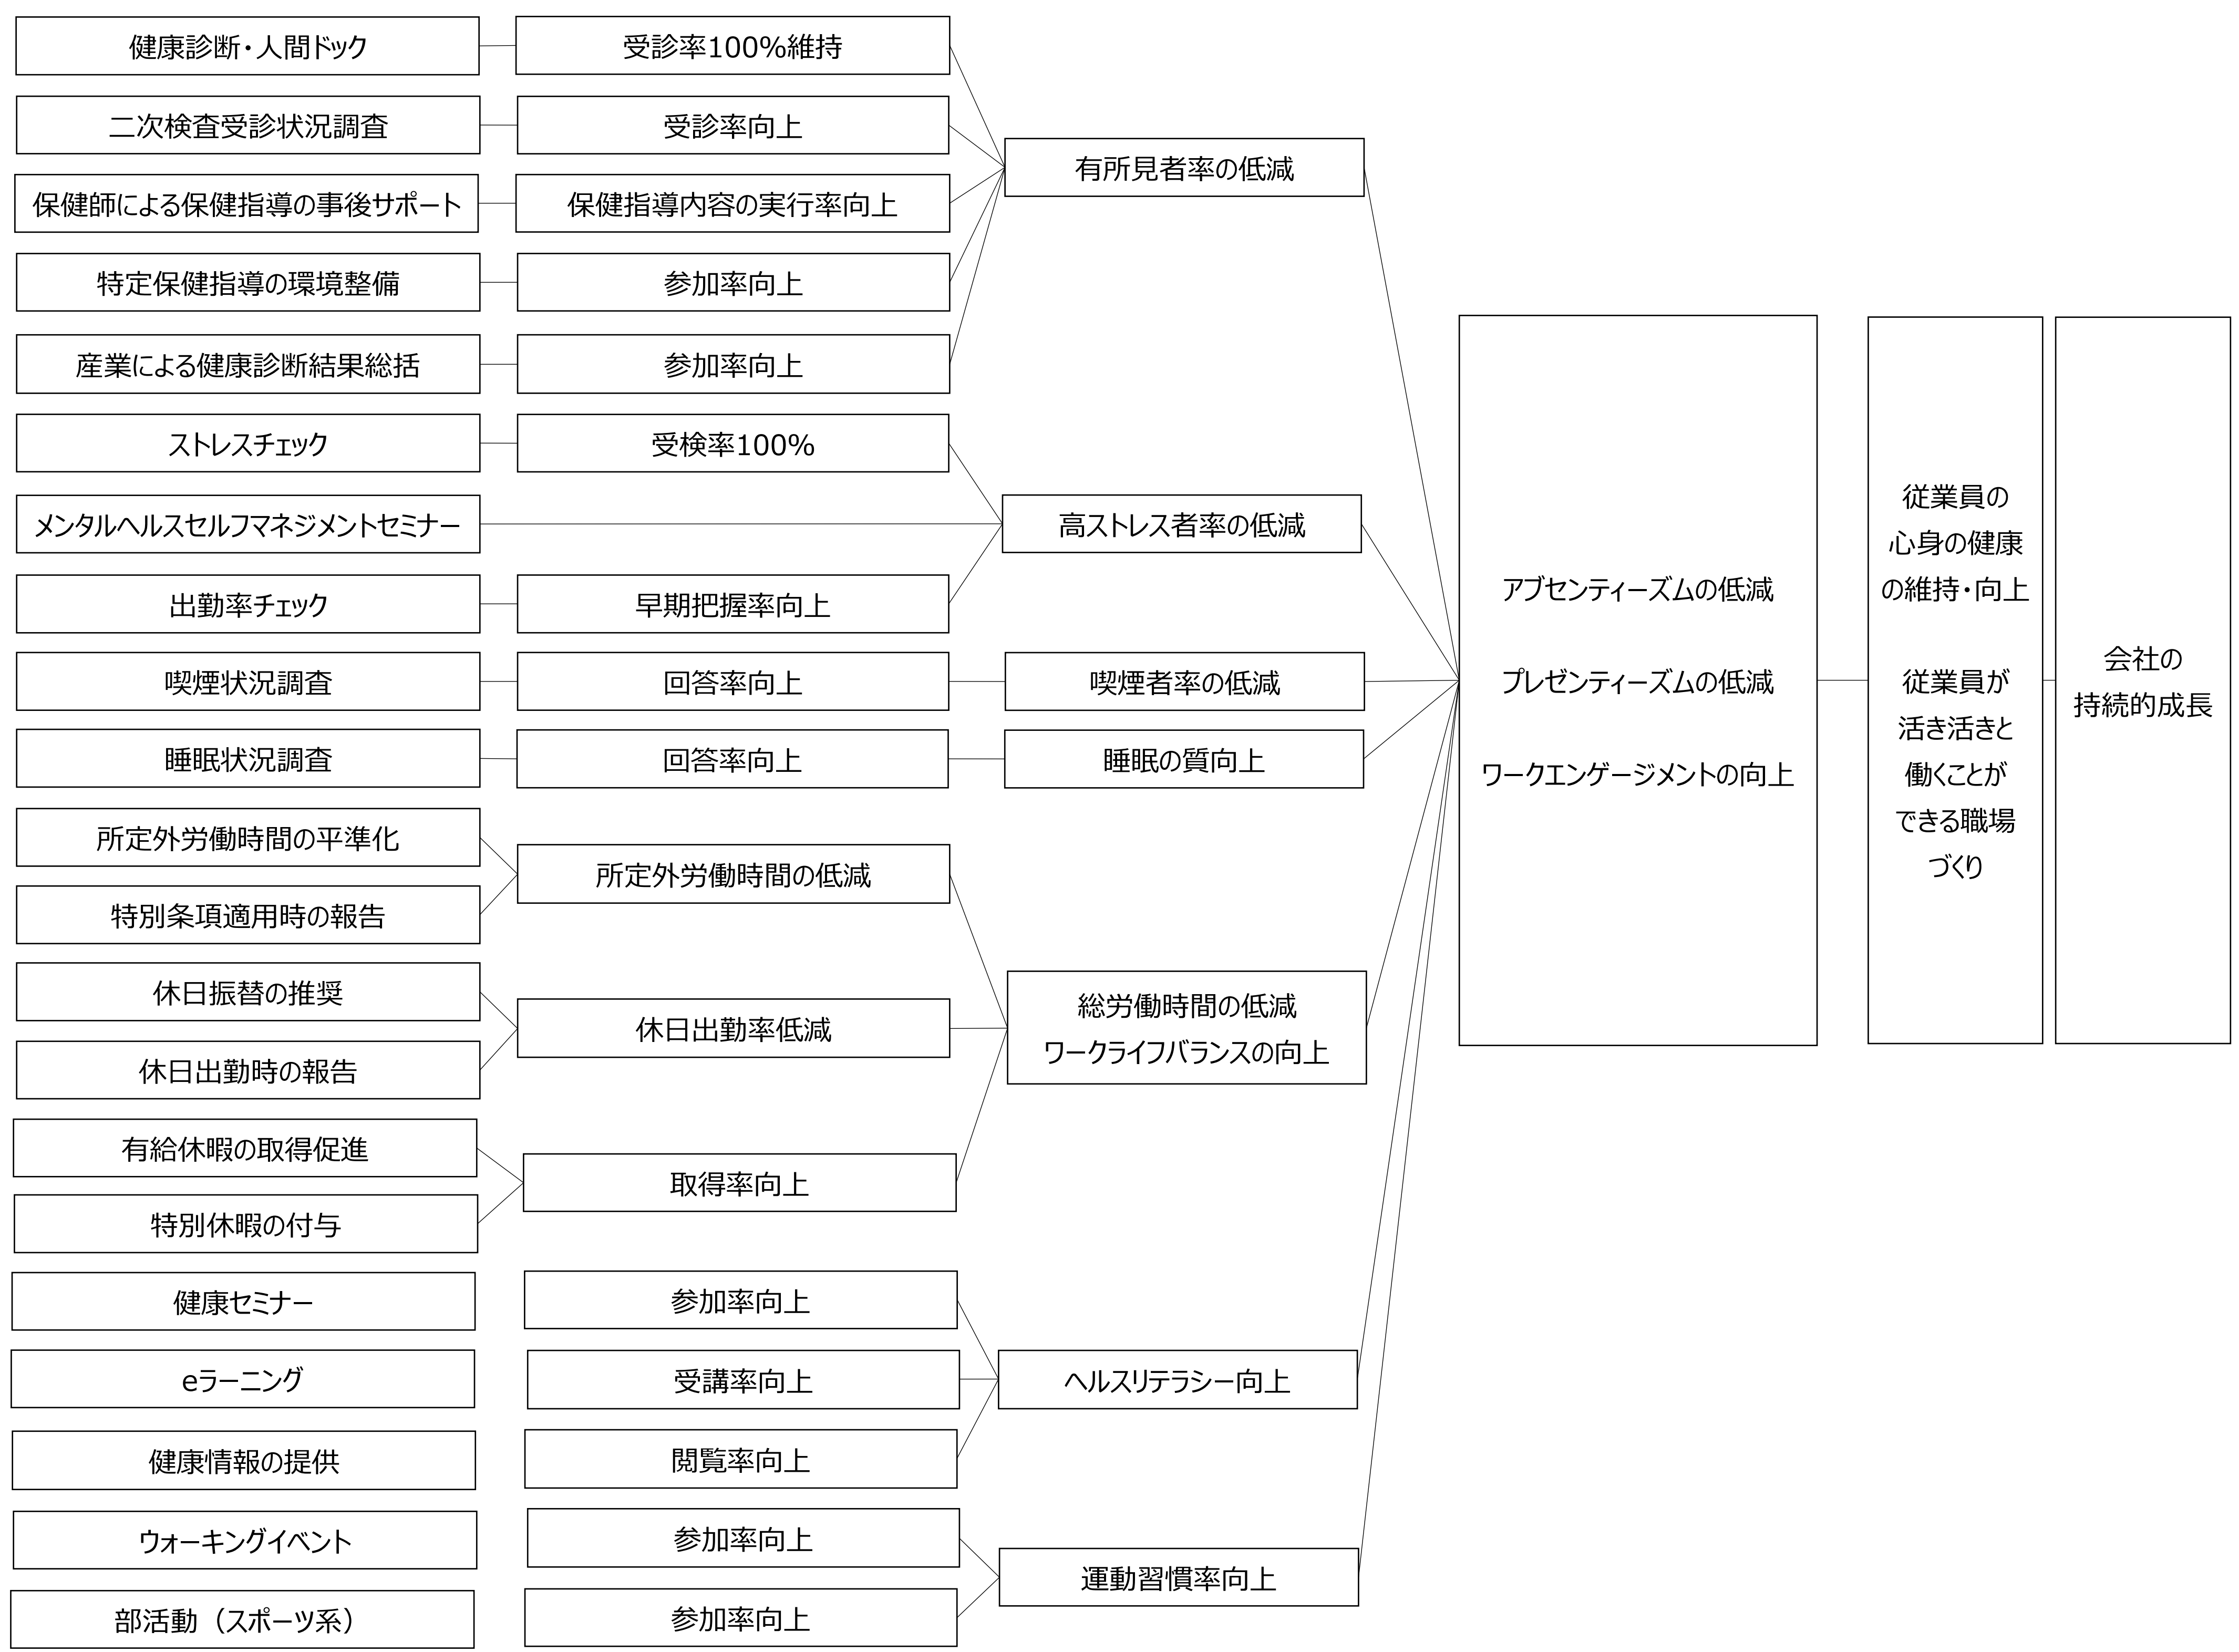 健康診断・人間ドック
受診率100%維持
二次検査受診状況調査
受診率向上
有所見者率の低減
保健師による保健指導の事後サポート
保健指導内容の実行率向上
特定保健指導の環境整備
参加率向上
産業による健康診断結果総括
参加率向上
ストレスチェック
受検率100%
メンタルヘルスセルフマネジメントセミナー
高ストレス者率の低減
出勤率チェック
早期把握率向上
喫煙状況調査
回答率向上
喫煙者率の低減
睡眠状況調査
回答率向上
睡眠の質向上
所定外労働時間の平準化
所定外労働時間の低減
特別条項適用時の報告
休日振替の推奨
休日出勤率低減
休日出勤時の報告
総労働時間の低減
ワークライフバランスの向上
有給休暇の取得促進
取得率向上
特別休暇の付与
健康セミナー
参加率向上
eラーニング
受講率向上
ヘルスリテラシー向上
健康情報の提供
閲覧率向上
ウォーキングイベント
参加率向上
運動習慣率向上
部活動（スポーツ系）
参加率向上
アブセンティーズムの低減
プレゼンティーズムの低減
ワークエンゲージメントの向上
従業員の
心身の健康
の維持・向上
従業員が
活き活きと
働くことが
できる職場
づくり
会社の
持続的成長